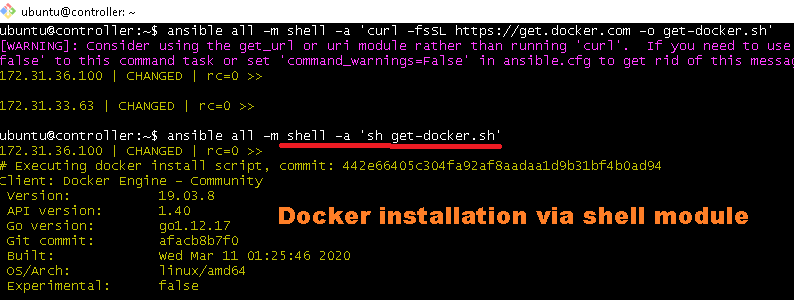 ubuntu@controller: ~
ubuntu@controller:~$ ansible all -m shell -a 'curl -fsSL https://get.docker.com -o get-docker.sh'
[WARNING]: Consider using the get_url or uri module rather than running 'curl'.  If you need to use
false' to this command task or set 'command_warnings=False' in ansible.cfg to get rid of this messag
172.31.36.100 | CHANGED | rc=0 >>
172.31.33.63 | CHANGED | rc=0 >>
ubuntu@controller:~$ ansible all -m shell -a 'sh get-docker.sh'
172.31.36.100 | CHANGED | rc=0 >>
# Executing docker install script, commit: 442e66405c304fa92af8aadaa1d9b31bf4b0ad94
Client: Docker Engine - Community
Version: 19.03.8
API version: 1.40
Go version: go1.12.17
Git commit: afacb8b7f0
Built: Wed Mar 11 01:25:46 2020
OS/Arch: linux/amd64
Experimental: false
Docker installation via shell module